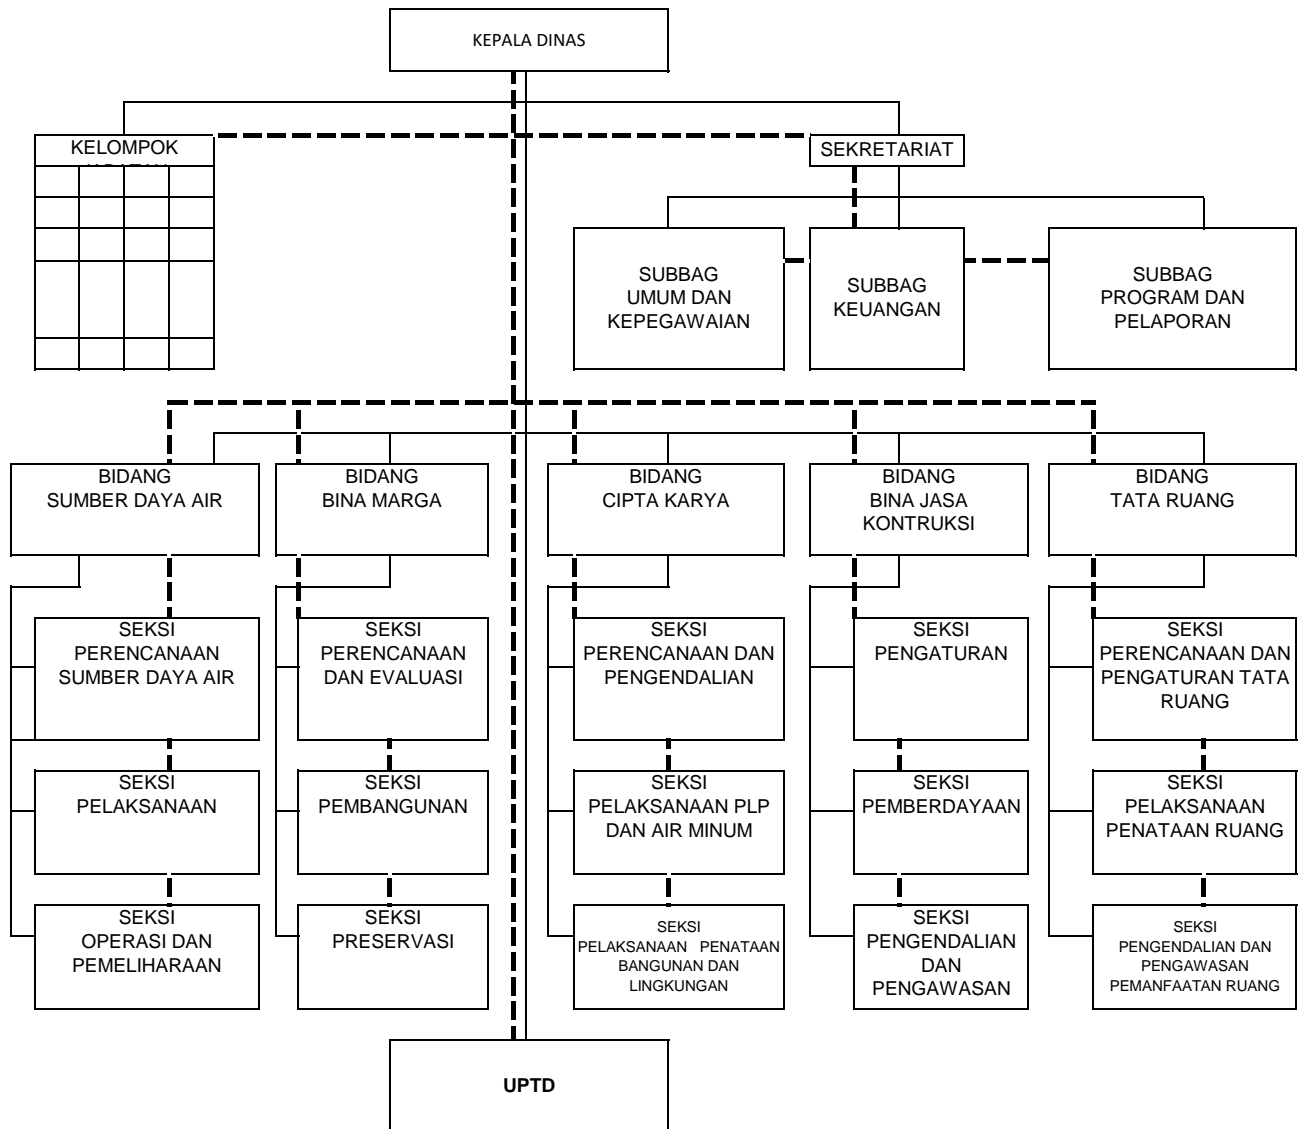 KEPALA DINAS
KELOMPOK
SEKRETARIAT
SUBBAG
UMUM DAN
KEPEGAWAIAN
SUBBAG
KEUANGAN
SUBBAG
PROGRAM DAN
PELAPORAN
BIDANG
SUMBER DAYA AIR
BIDANG
BINA MARGA
BIDANG
CIPTA KARYA
BIDANG
BINA JASA
KONTRUKSI
BIDANG
TATA RUANG
SEKSI
PERENCANAAN
SUMBER DAYA AIR
SEKSI
PERENCANAAN
DAN EVALUASI
SEKSI
PERENCANAAN DAN
PENGENDALIAN
SEKSI
PENGATURAN
SEKSI
PERENCANAAN DAN
PENGATURAN TATA
RUANG
SEKSI
PELAKSANAAN
SEKSI
PEMBANGUNAN
SEKSI
PELAKSANAAN PLP
DAN AIR MINUM
SEKSI
PEMBERDAYAAN
SEKSI
PELAKSANAAN
PENATAAN RUANG
SEKSI
OPERASI DAN
PEMELIHARAAN
SEKSI
PRESERVASI
SEKSI
PELAKSANAAN PENATAAN
BANGUNAN DAN
LINGKUNGAN
SEKSI
PENGENDALIAN
DAN
PENGAWASAN
SEKSI
PENGENDALIAN DAN
PENGAWASAN
PEMANFAATAN RUANG
UPTD